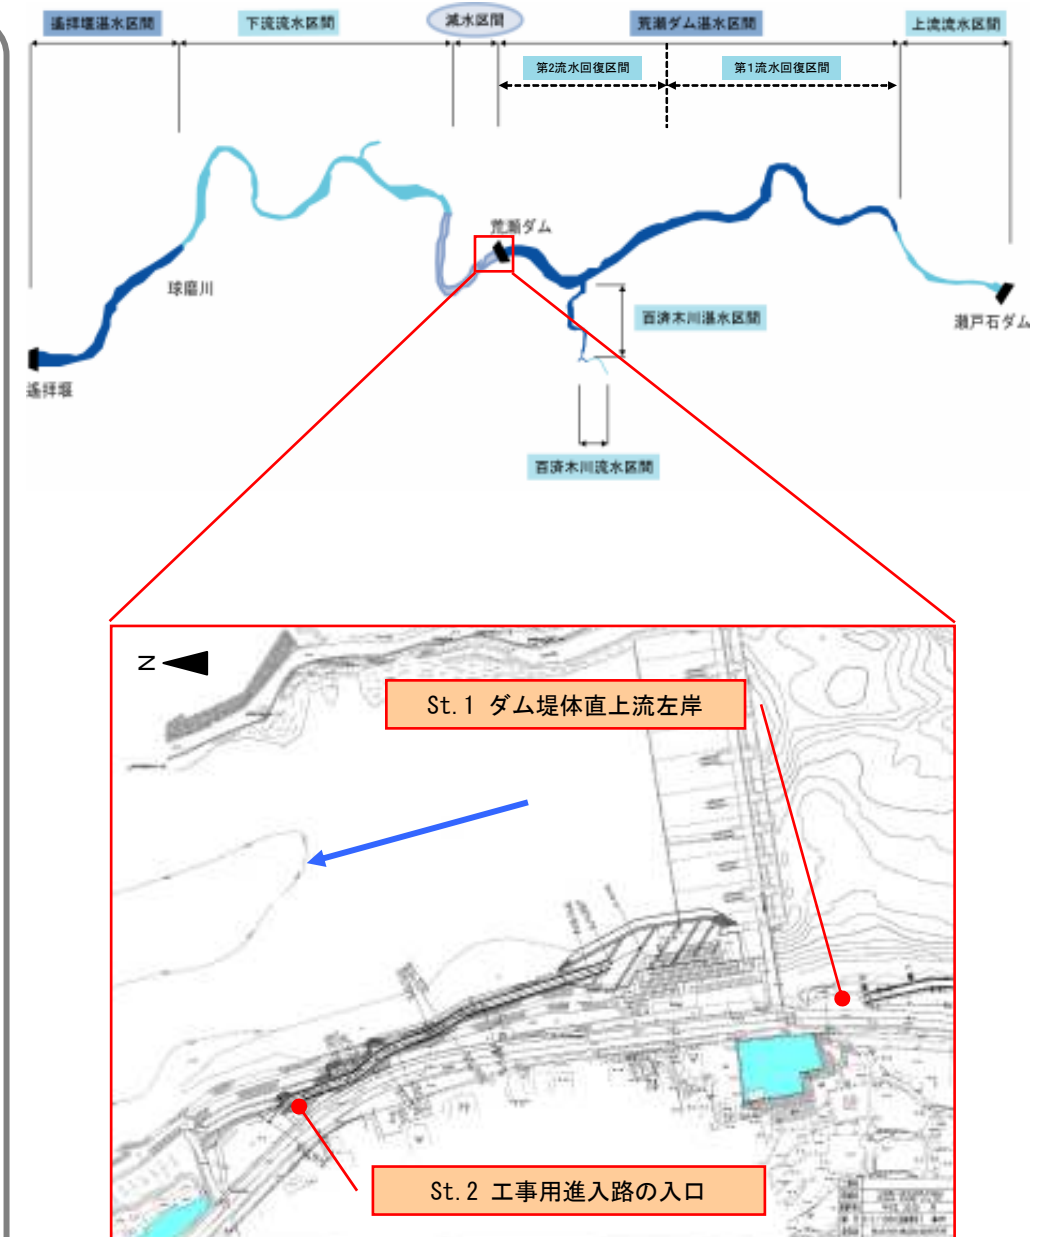 遙拝堰湛水区間
下流流水区間
減水区間
荒瀬ダム湛水区間
上流流水区間
第2流水回復区間
第1流水回復区間
荒瀬ダム
球磨川
百済木川湛水区間
瀬戸石ダム
遙拝堰
百済木川流水区間
N
St.1 ダム堤体直上流左岸
St.2 工事用進入路の入口